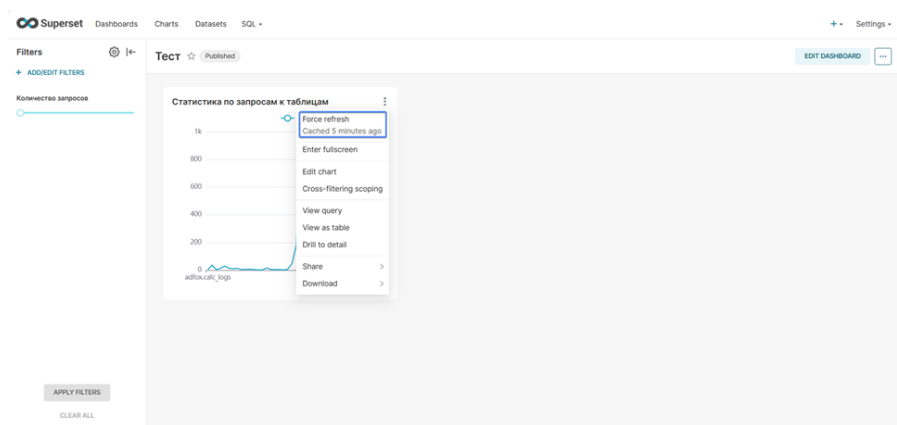 Superset Dashboards Charts Datasets SQL Settings
Filters
Тест Published EDIT DASHBOARD
+ ADD/EDIT FILTERS
Количество запросов
Статистика по запросам к таблицам
Force refresh
Cached 5 minutes ago
Enter fullscreen
Edit chart
Cross-filtering scoping
View query
View as table
Drill to detail
Share
Download
1k
800
600
400
200
0
adfox.calc_logs
APPLY FILTERS
CLEAR ALL